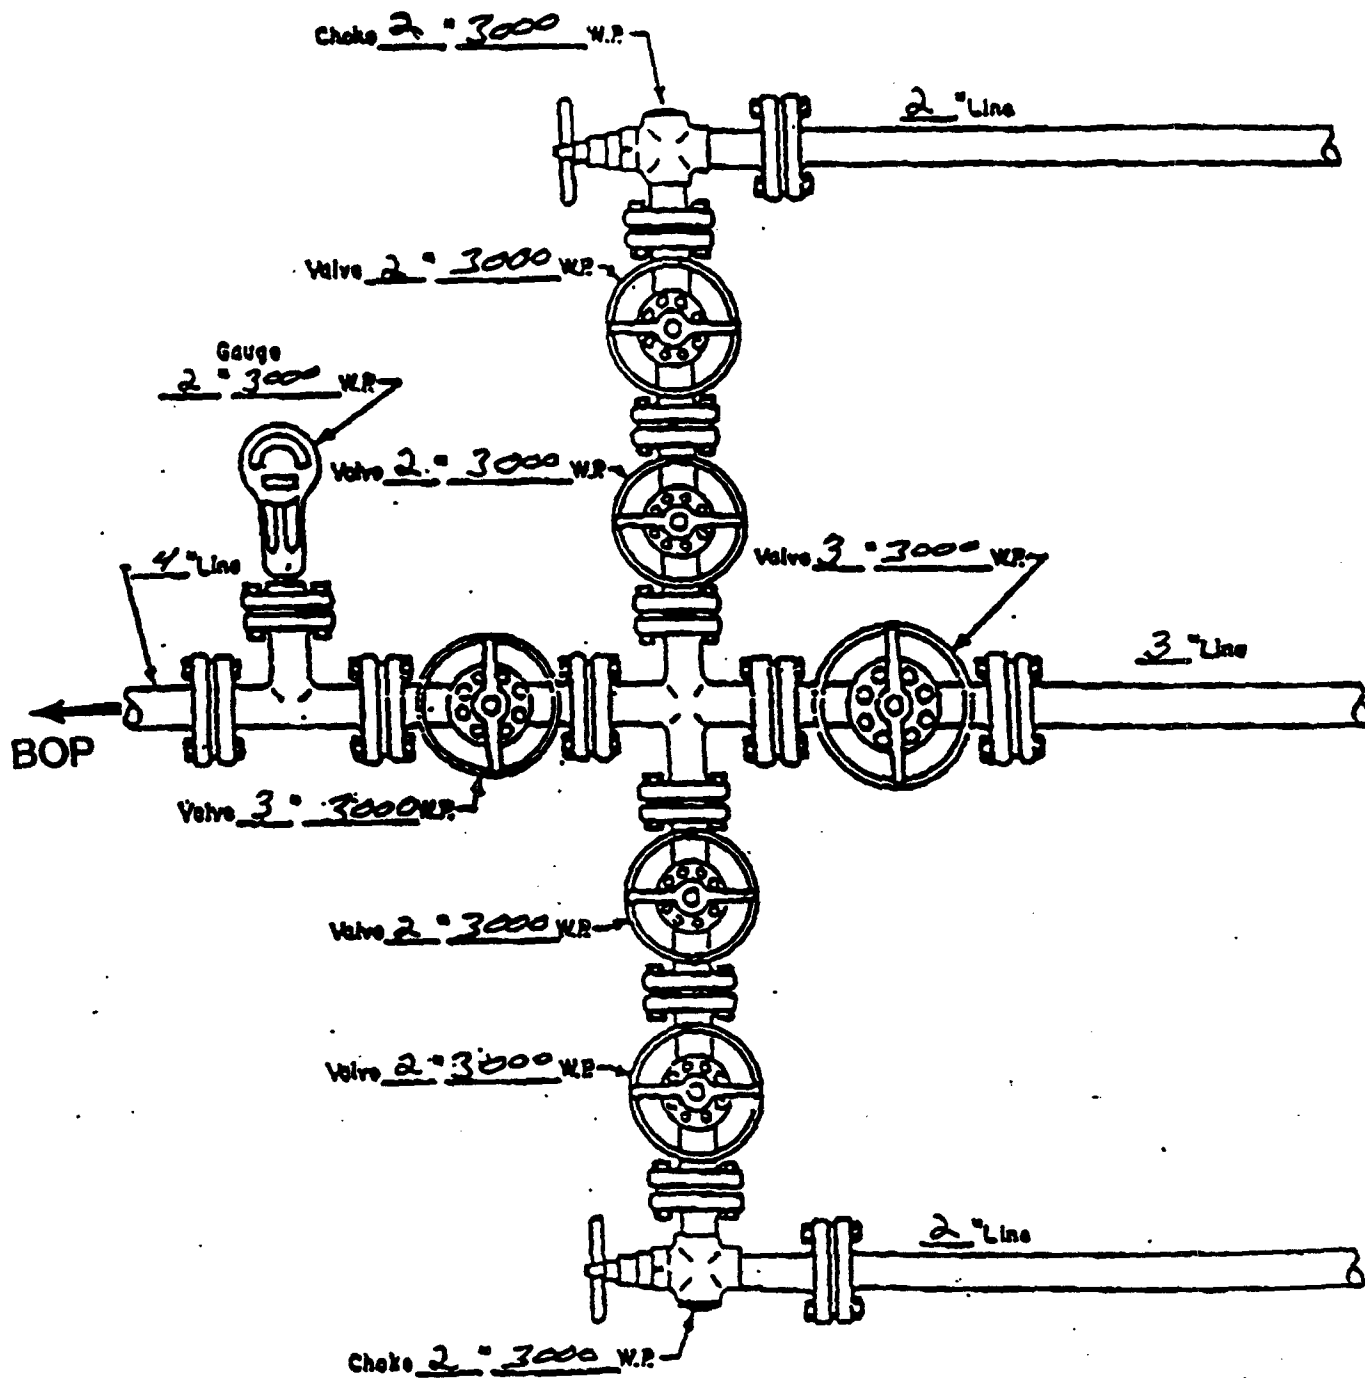 Choke 2 " 3000 W.P.
2 "Line
Valve 2 " 3000 W.P.
Gauge
2 " 3000 W.P.
Valve 2 " 3000 W.P.
Valve 3 " 3000 W.P.
4 "Line
3 "Line
BOP
Valve 3 " 3000 W.P.
Valve 2 " 3000 W.P.
Valve 2 " 3000 W.P.
2 "Line
Choke 2 " 3000 W.P.